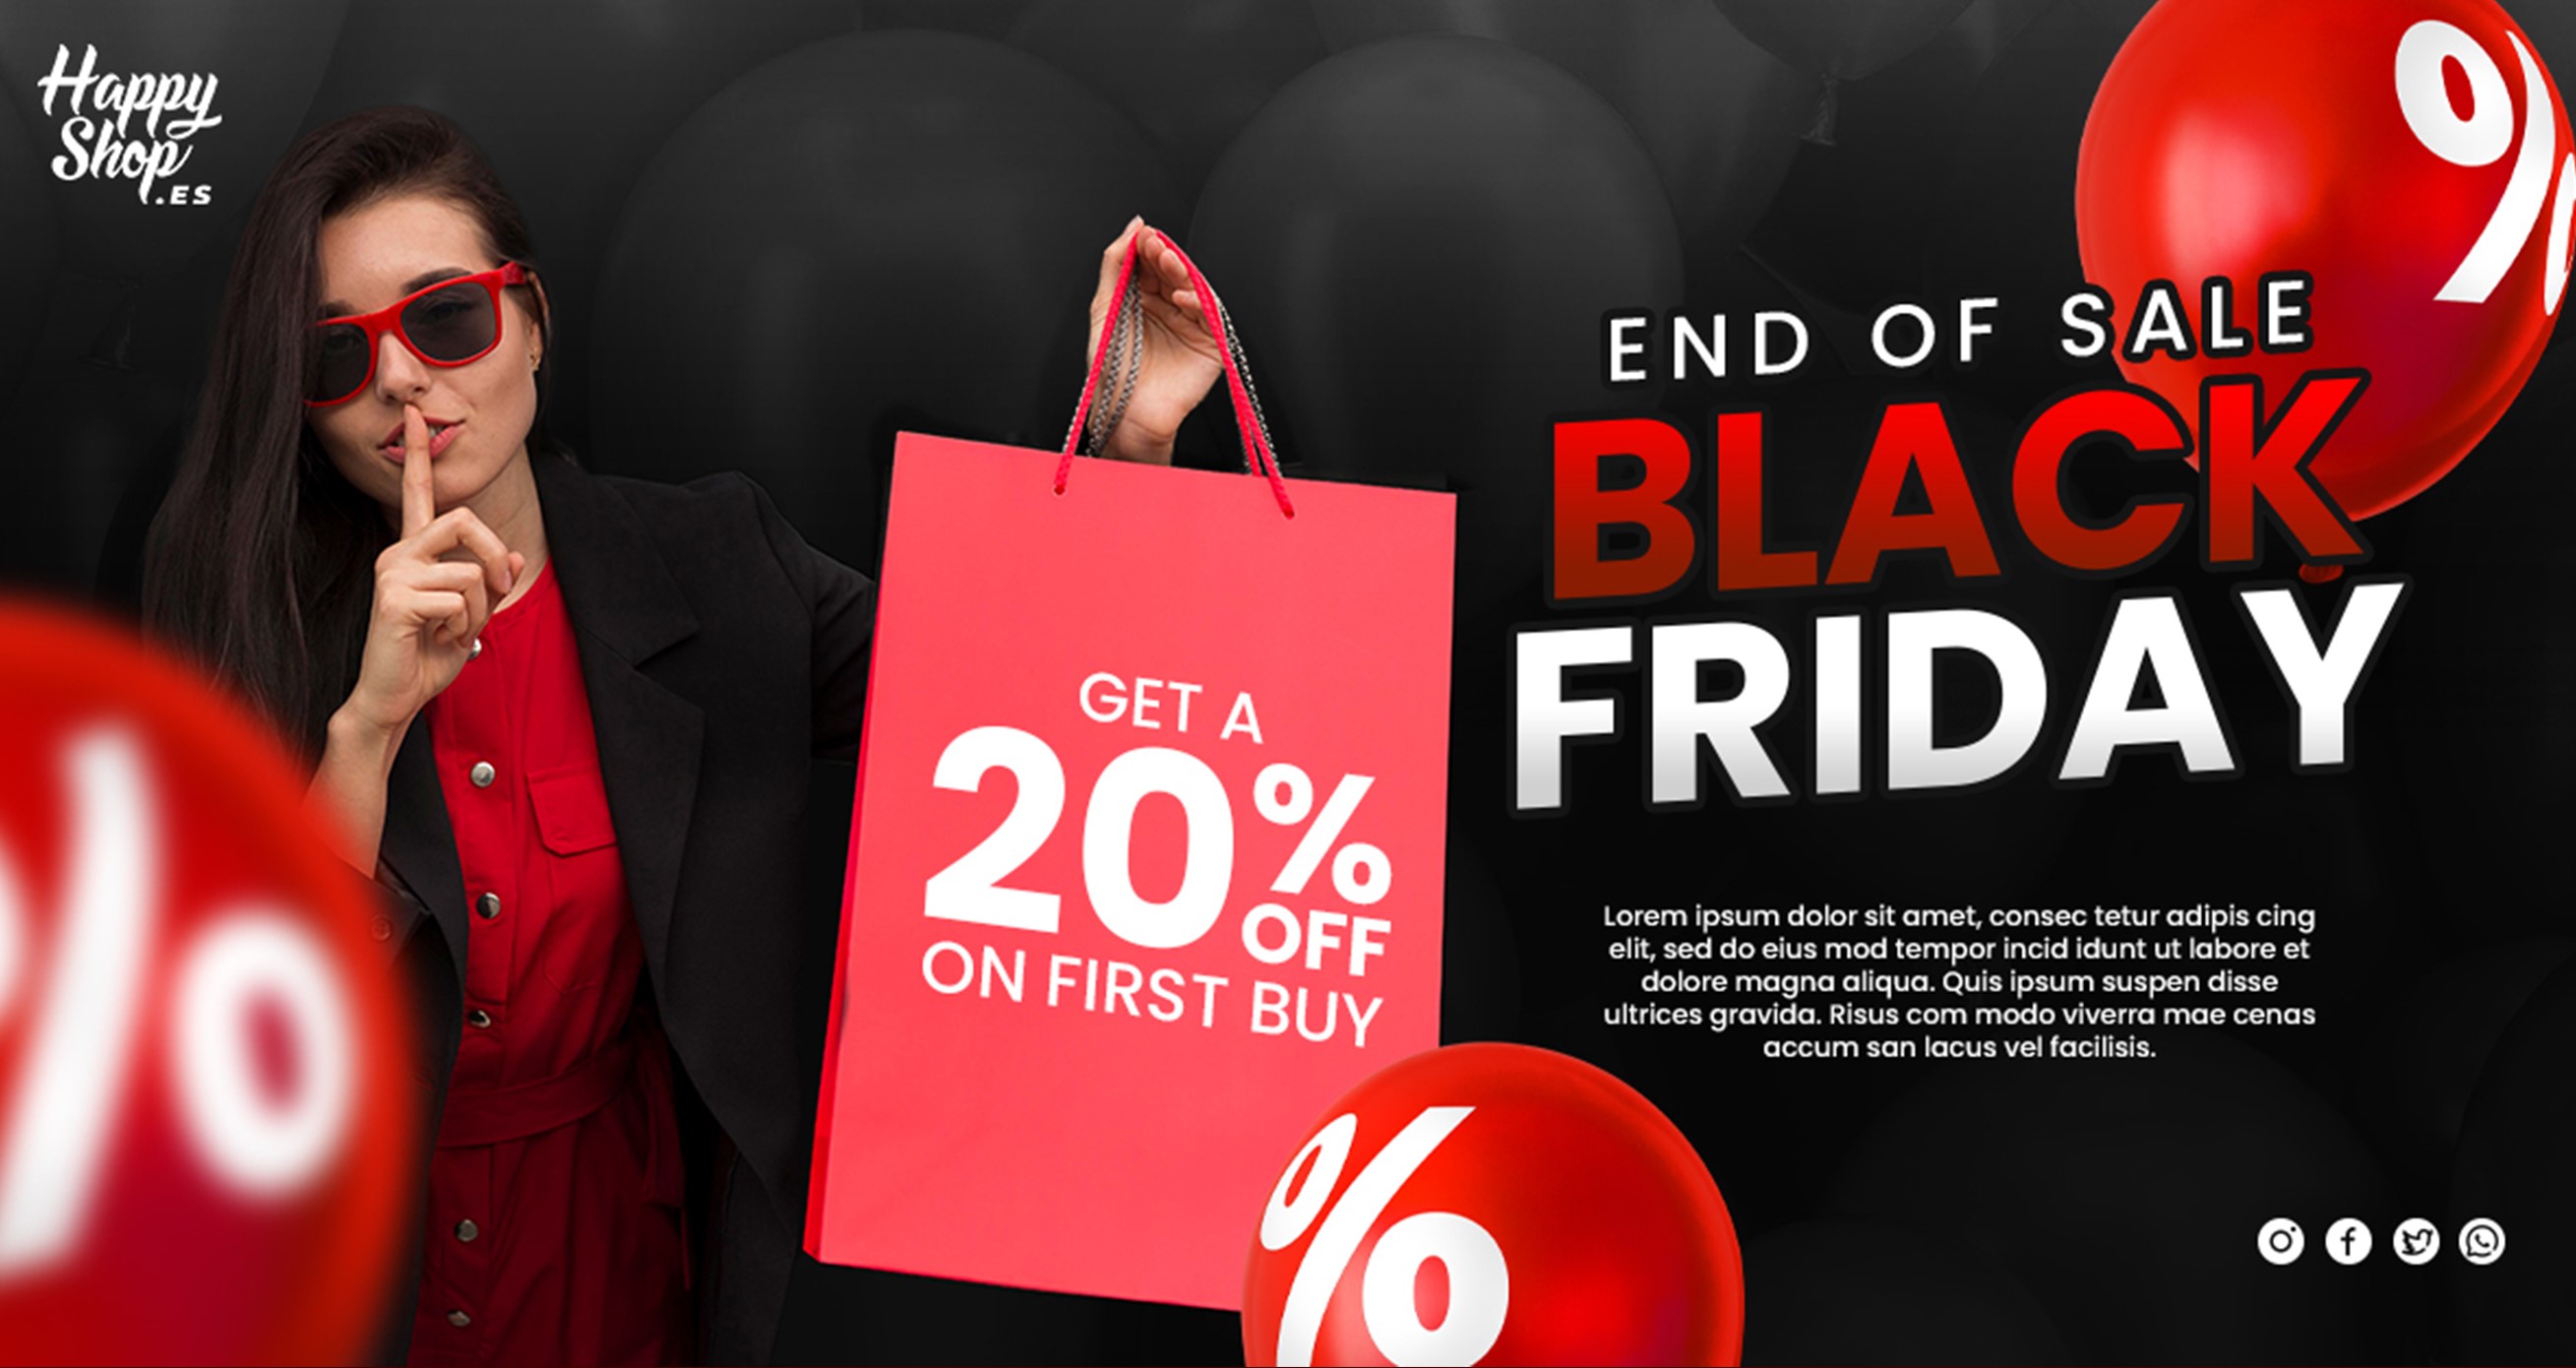 Happy
Shop
.ES
END OF SALE
BLACK
FRIDAY
GET A
20%
OFF
ON FIRST BUY
Lorem ipsum dolor sit amet, consec tetur adipis cing
elit, sed do eius mod tempor incid idunt ut labore et
dolore magna aliqua. Quis ipsum suspen disse
ultrices gravida. Risus com modo viverra mae cenas
accum san lacus vel facilisis.
%
%
%